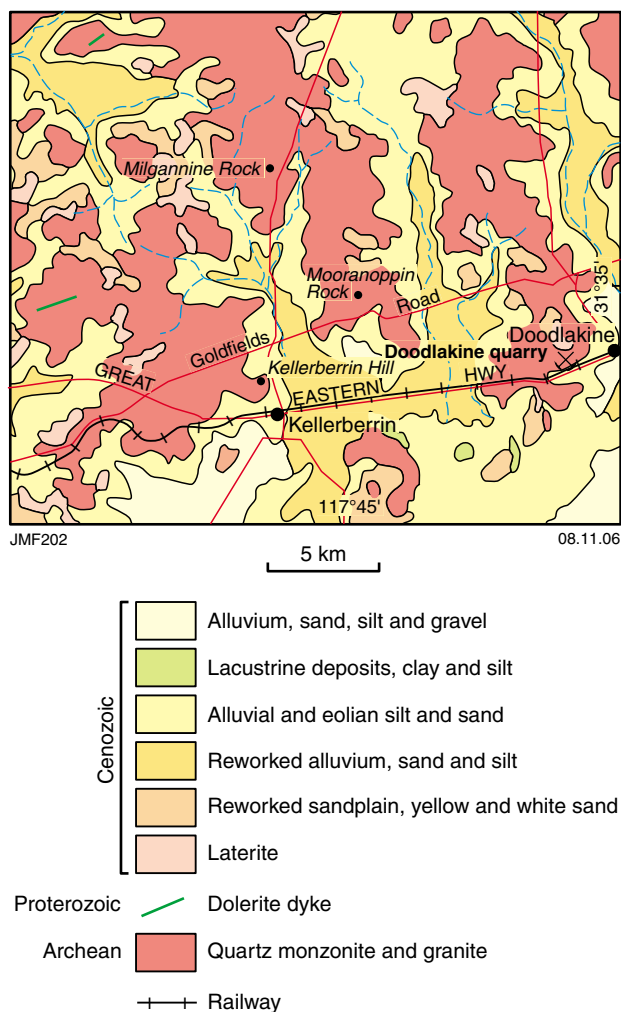 Milgannine Rock
Mooranoppin
Rock
31°35'
Goldfields Road
Doodlakine
Doodlakine quarry
Kellerberrin Hill
GREAT EASTERN HWY
Kellerberrin
117°45'
JMF202
08.11.06
5 km
Cenozoic
Alluvium, sand, silt and gravel
Lacustrine deposits, clay and silt
Alluvial and eolian silt and sand
Reworked alluvium, sand and silt
Reworked sandplain, yellow and white sand
Laterite
Proterozoic
Dolerite dyke
Archean
Quartz monzonite and granite
Railway